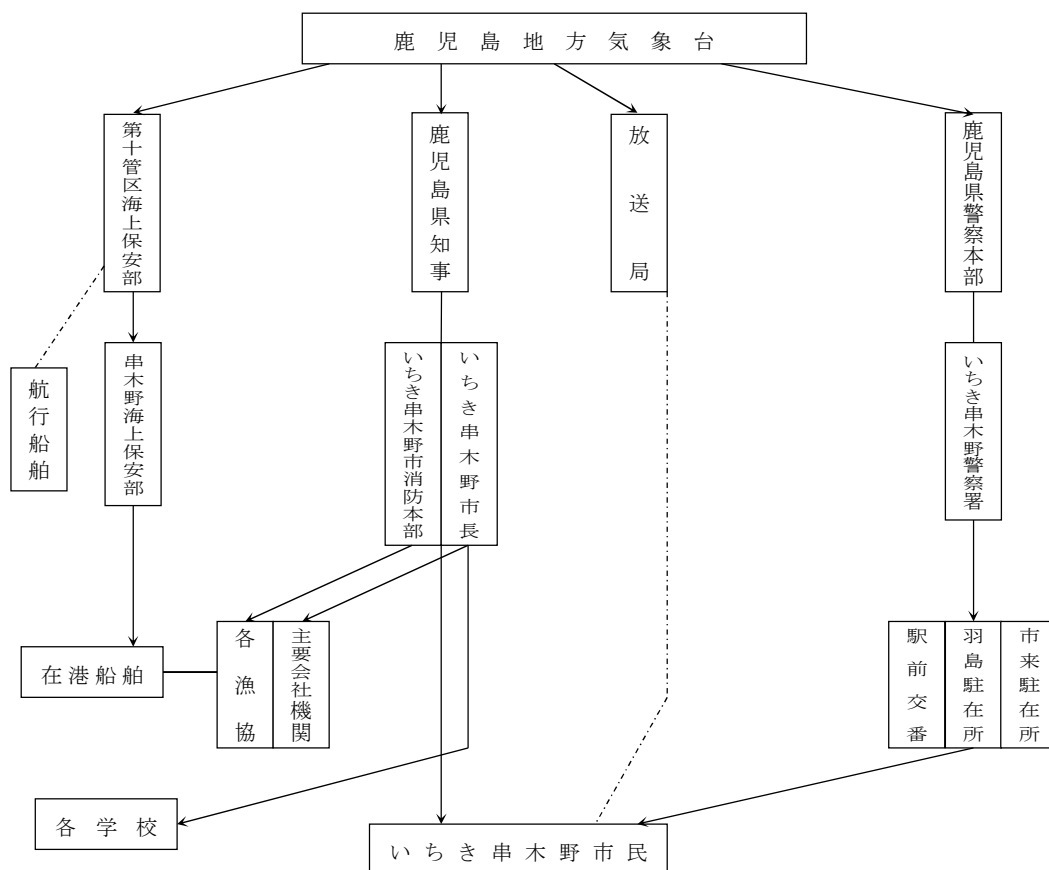 鹿児島地方気象台
第十管区海上保安部
鹿児島県知事
放送局
鹿児島県警察本部
航行船舶
串木野海上保安部
いちき串木野市消防本部
いちき串木野市長
いちき串木野警察署
在港船舶
各漁協
主要会社機関
駅前交番
羽島駐在所
市来駐在所
各学校
いちき串木野市民